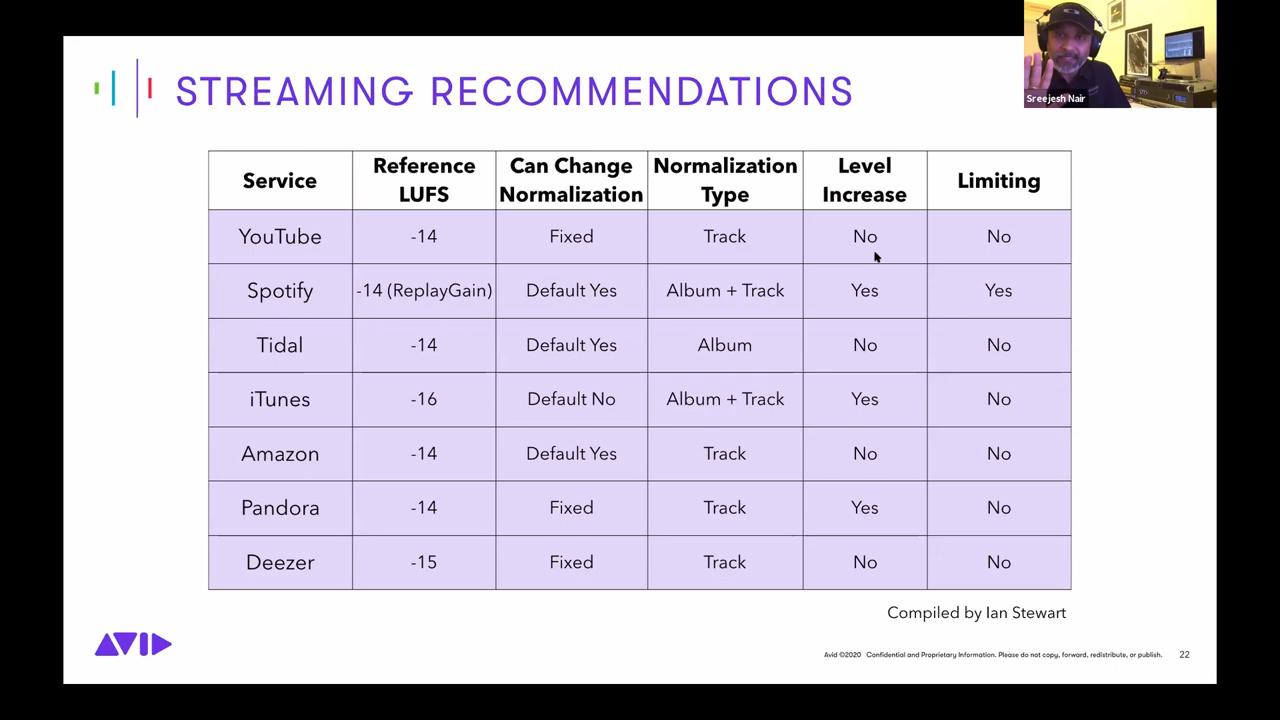 STREAMING RECOMMENDATIONS
Sreejesh Nair
Service Reference LUFS Can Change Normalization Normalization Type Level Increase Limiting
YouTube -14 Fixed Track No No
Spotify -14 (ReplayGain) Default Yes Album + Track Yes Yes
Tidal -14 Default Yes Album No No
iTunes -16 Default No Album + Track Yes No
Amazon -14 Default Yes Track No No
Pandora -14 Fixed Track Yes No
Deezer -15 Fixed Track No No
Compiled by Ian Stewart
AVID
Avid ©2020 Confidential and Proprietary Information. Please do not copy, forward, redistribute, or publish. 22